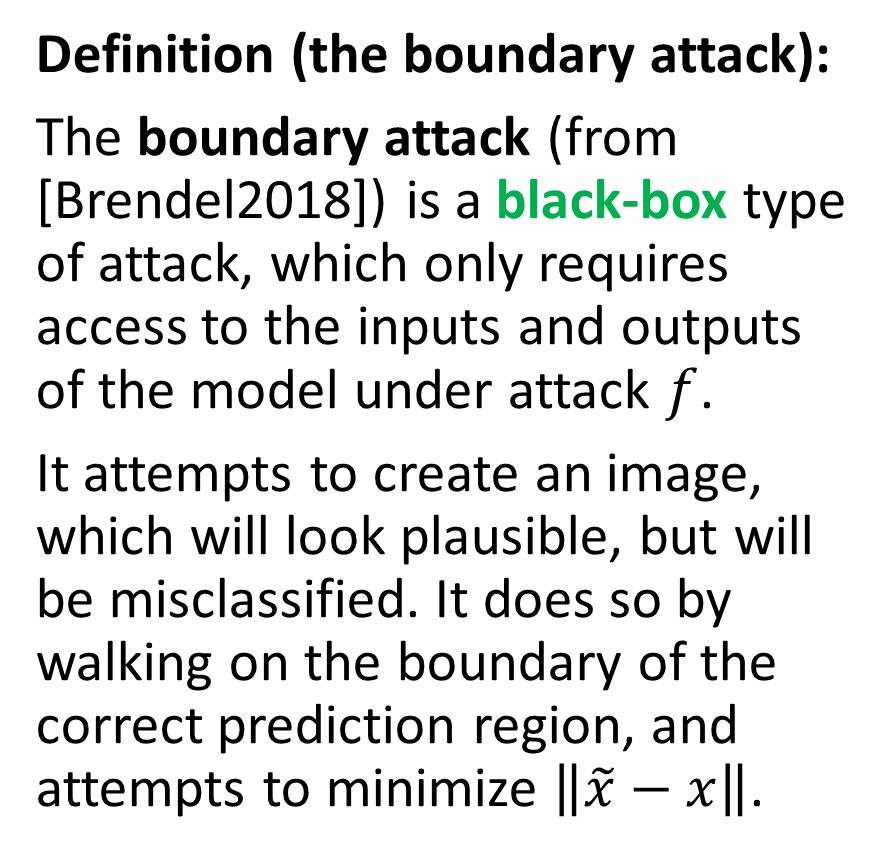 Definition (the boundary attack):
The boundary attack (from
[Brendel2018]) is a black-box type
of attack, which only requires
access to the inputs and outputs
of the model under attack 𝑓.
It attempts to create an image,
which will look plausible, but will
be misclassified. It does so by
walking on the boundary of the
correct prediction region, and
attempts to minimize ‖𝑥̃ − 𝑥‖.